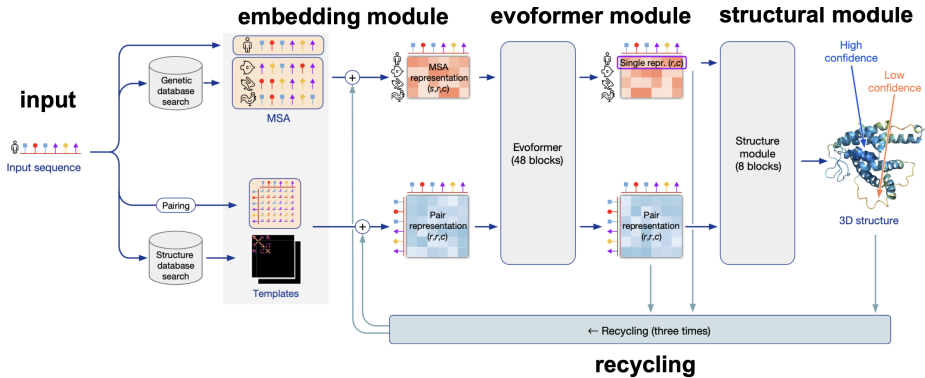 embedding module
evoformer module
structural module
input
Input sequence
Genetic
database
search
MSA
Pairing
Structure
database
search
Templates
+
+
MSA
representation
(s,r,c)
Pair
representation
(r,r,c)
Evoformer
(48 blocks)
Single repr. (r,c)
Pair
representation
(r,r,c)
Structure
module
(8 blocks)
High
confidence
Low
confidence
3D structure
← Recycling (three times)
recycling